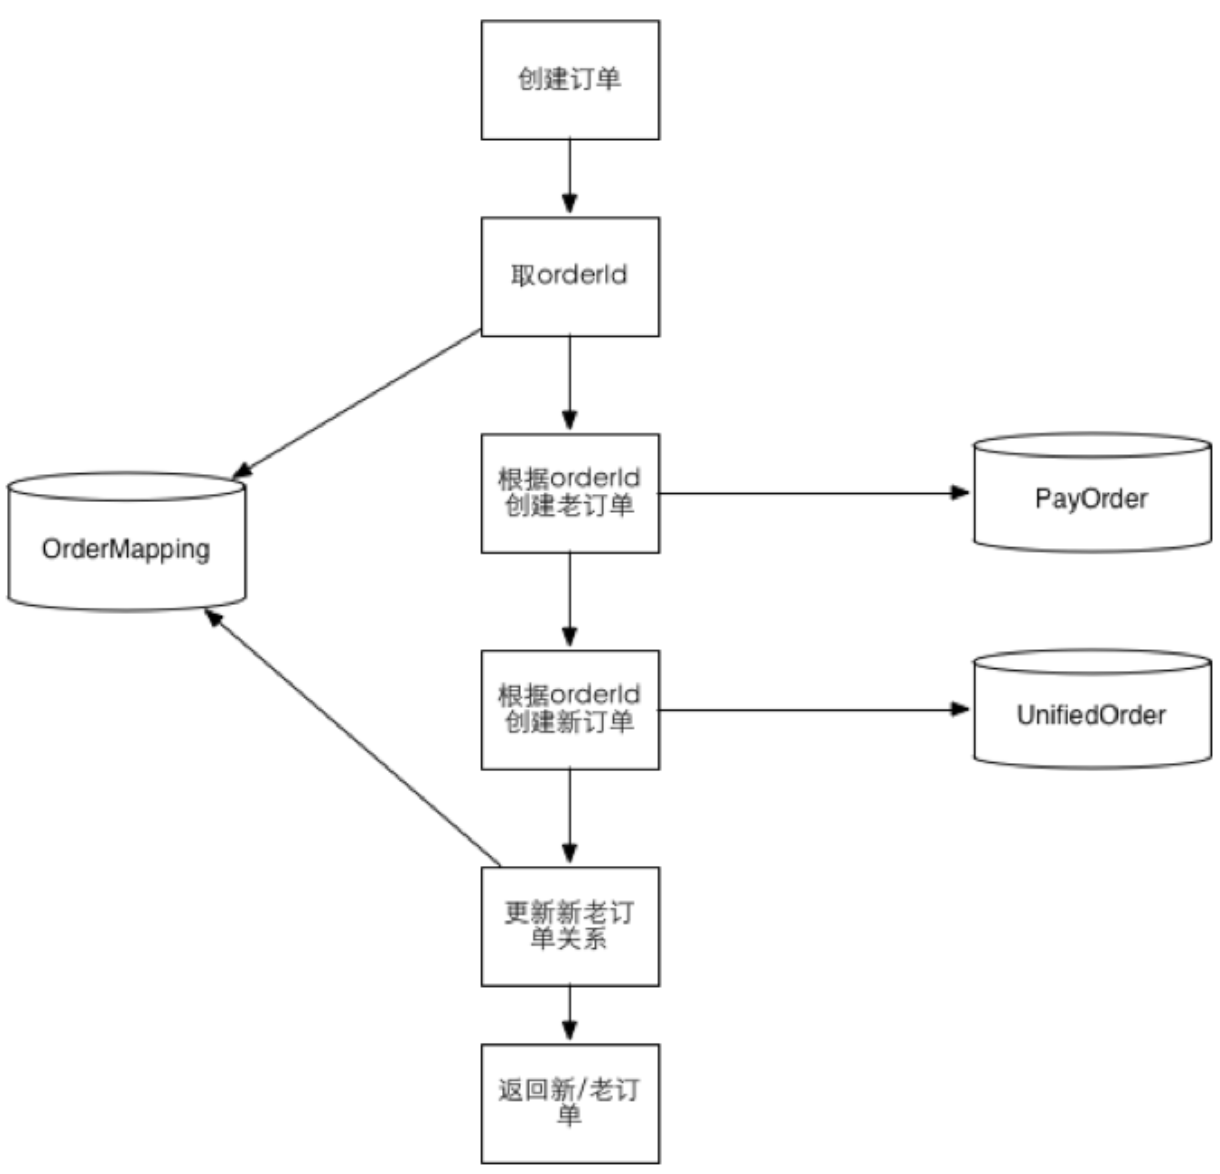 创建订单
取orderId
根据orderId
创建老订单
PayOrder
OrderMapping
根据orderId
创建新订单
UnifiedOrder
更新新老订
单关系
返回新/老订
单